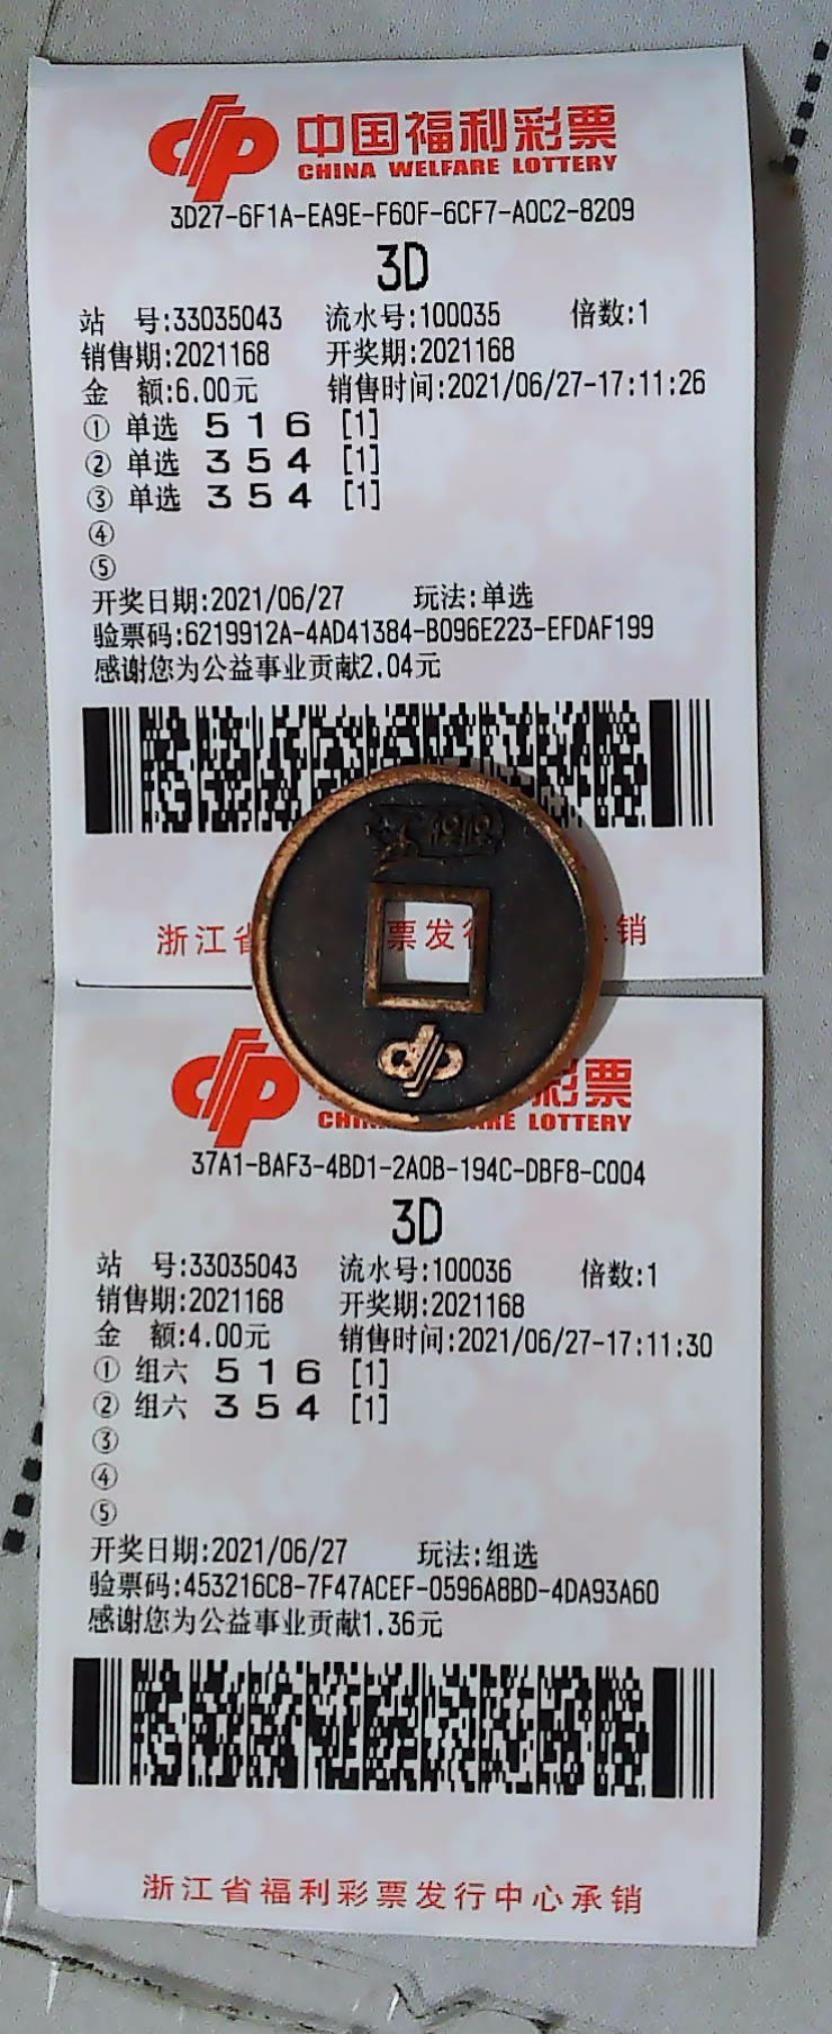 中国福利彩票
CHINA WELFARE LOTTERY
3D27-6F1A-EA9E-F60F-6CF7-A0C2-8209
3D
站 号:33035043 流水号:100035 倍数:1
销售期:2021168 开奖期:2021168
金 额:6.00元 销售时间:2021/06/27-17:11:26
① 单选 5 1 6 [1]
② 单选 3 5 4 [1]
③ 单选 3 5 4 [1]
④
⑤
开奖日期:2021/06/27 玩法:单选
验票码:6219912A-4AD41384-B096E223-EFDAF199
感谢您为公益事业贡献2.04元
浙江省 票发行 承销
彩票
LOTTERY
37A1-BAF3-4BD1-2A0B-194C-DBF8-C004
3D
站 号:33035043 流水号:100036 倍数:1
销售期:2021168 开奖期:2021168
金 额:4.00元 销售时间:2021/06/27-17:11:30
① 组六 5 1 6 [1]
② 组六 3 5 4 [1]
③
④
⑤
开奖日期:2021/06/27 玩法:组选
验票码:453216C8-7F47ACEF-0596A8BD-4DA93A60
感谢您为公益事业贡献1.36元
浙江省福利彩票发行中心承销